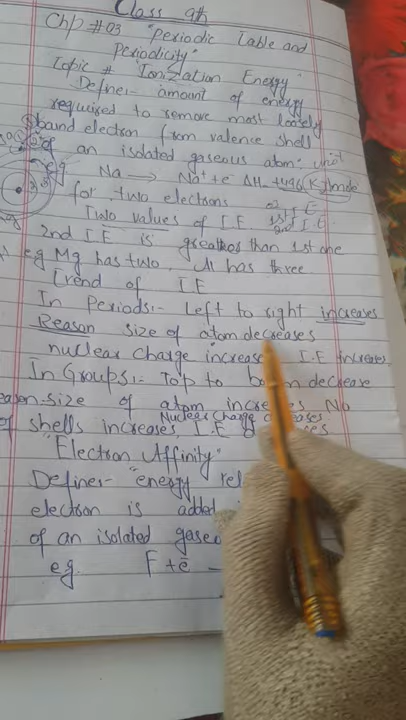 Class 9th
Chp #03 "Periodic Table and
Periodicity"
Topic # "Ionization Energy"
Define:- amount of energy
required to remove most loosely
bound electron from valence shell
of an isolated gaseous atom. unit
eg Na → Na⁺+e⁻ ΔH=+496 KJ/mole
for two electrons
Two values of I.E 1st I.E
2nd I.E
2nd I E is greather than 1st one
eg Mg has two, Al has three
Trend of IE
In Periods:- Left to right increases
Reason size of atom decreases
nuclear charge increase I.E increases
In Groups:- Top to decrease
size of atom increases No
of shells increases, Nuclear charge I.E
"Electron Affinity"
Define:- "energy
electron is added
of an isolated
eg. F + e⁻